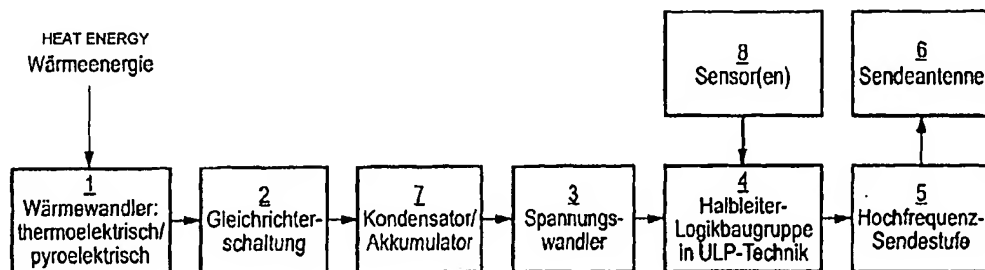 HEAT ENERGY
Wärmeenergie
8
Sensor(en)
6
Sendeantenne
1
Wärmewandler:
thermoelektrisch/
pyroelektrisch
2
Gleichrichter-
schaltung
7
Kondensator/
Akkumulator
3
Spannungs-
wandler
4
Halbleiter-
Logikbaugruppe
in ULP-Technik
5
Hochfrequenz-
Sendestufe